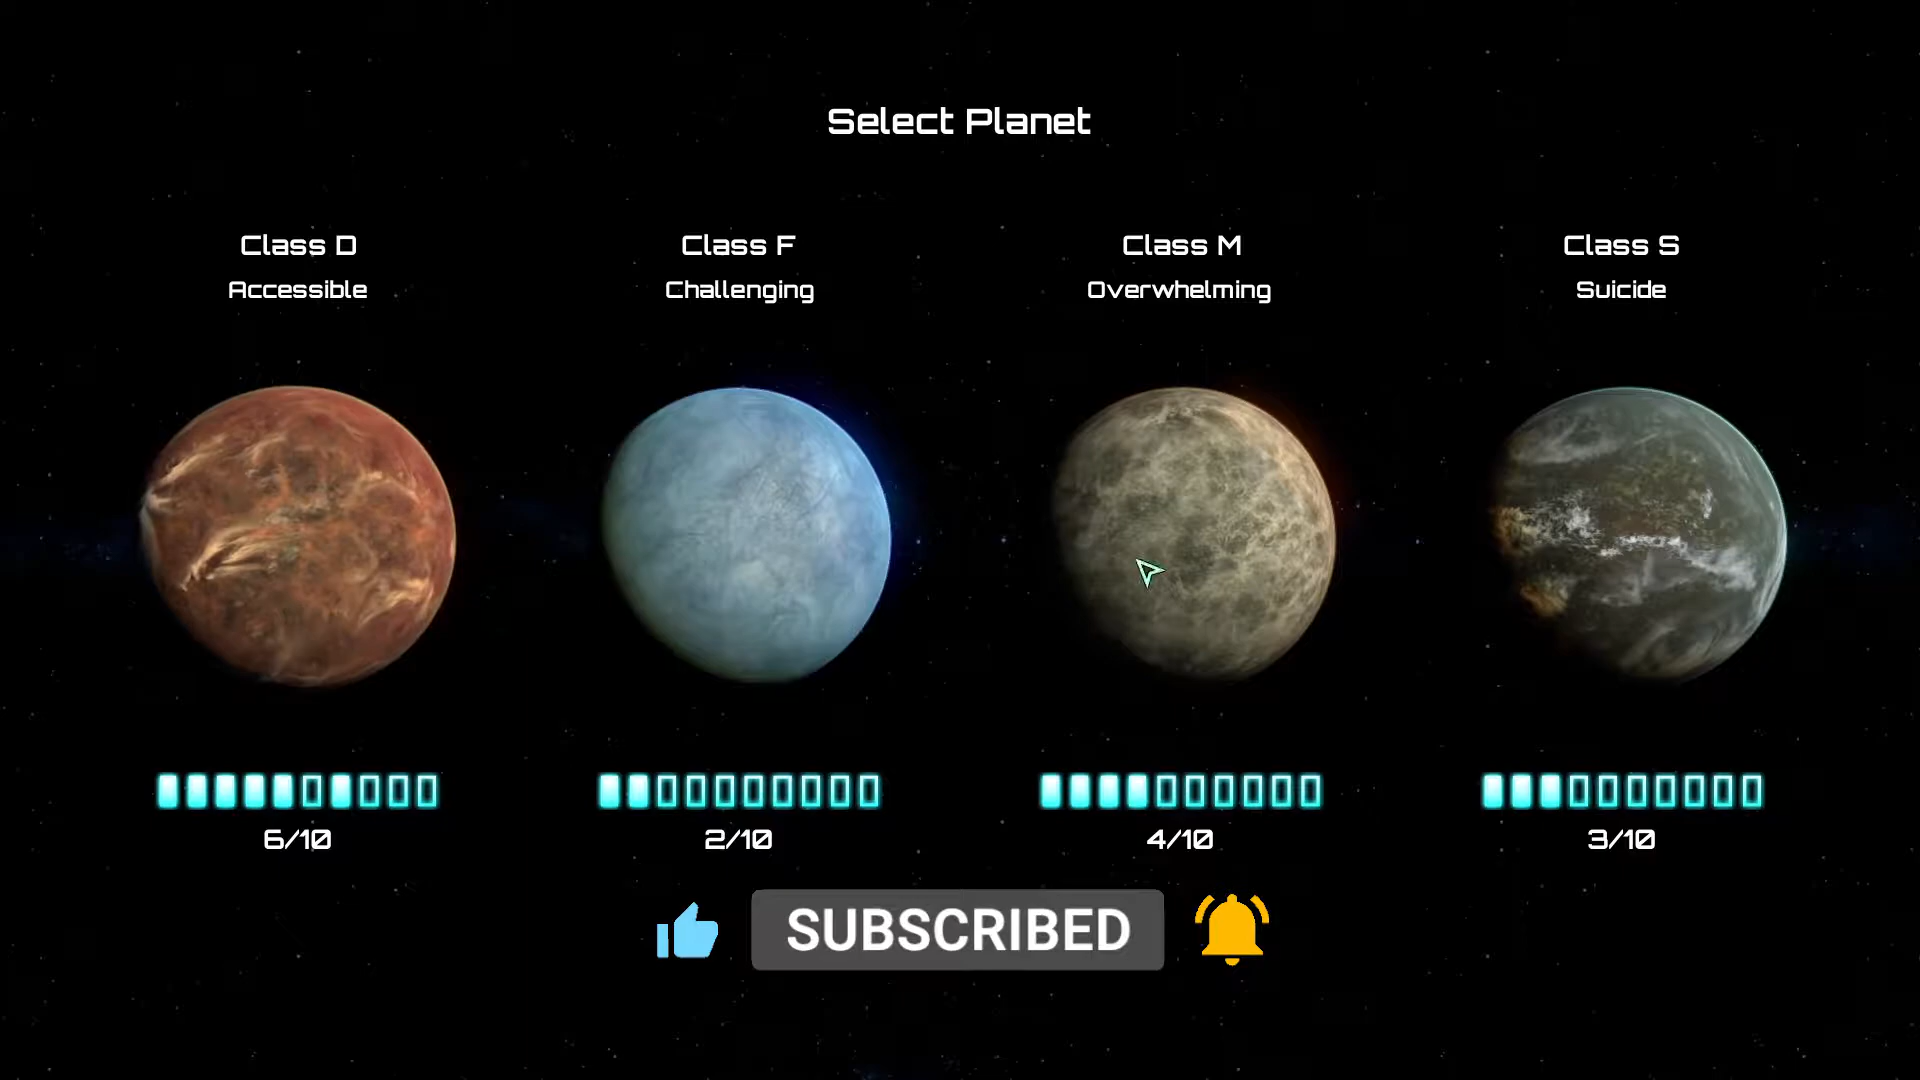 Select Planet
Class D
Accessible
6/10
Class F
Challenging
2/10
Class M
Overwhelming
4/10
Class S
Suicide
3/10
SUBSCRIBED